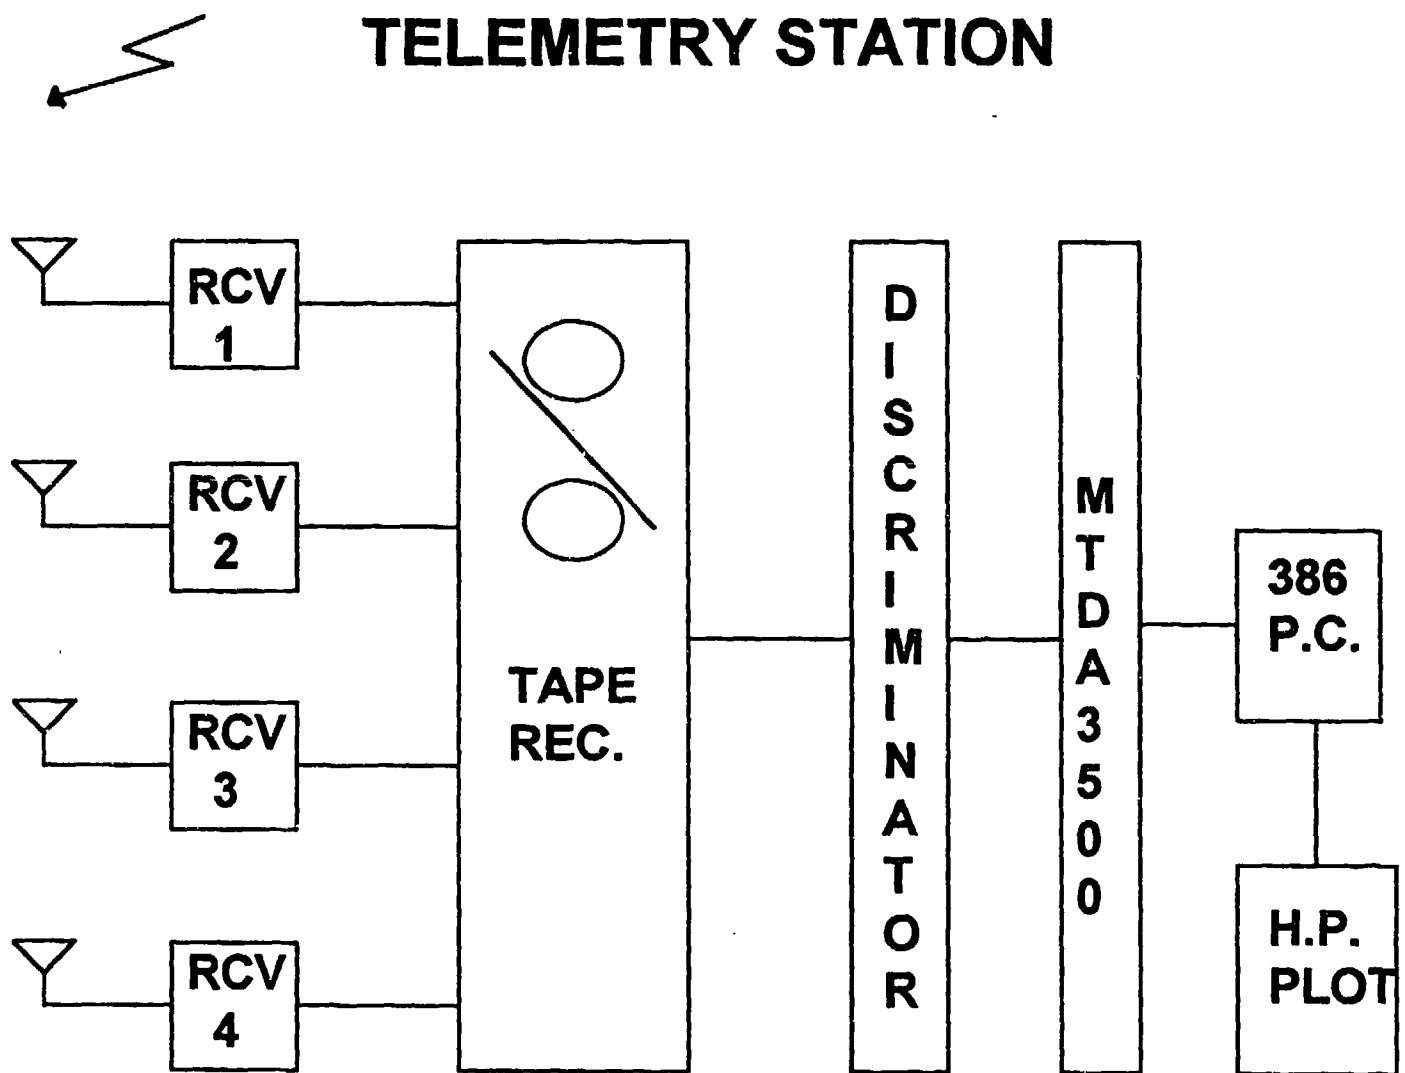 TELEMETRY STATION
RCV
1
RCV
2
RCV
3
RCV
4
TAPE
REC.
DISCRIMINATOR
MTDA3500
386
P.C.
H.P.
PLOT